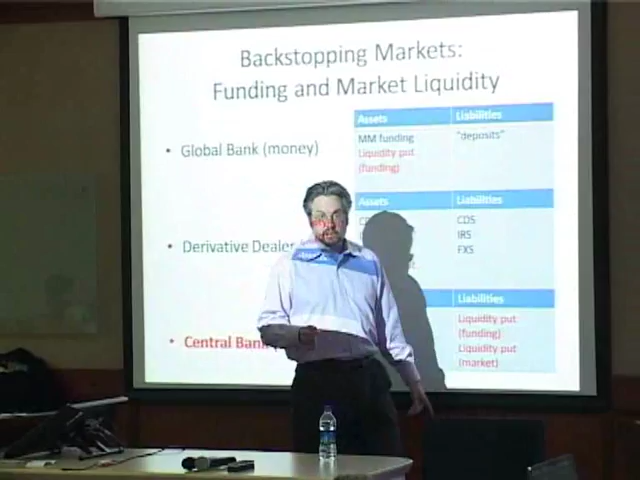 Backstopping Markets:
Funding and Market Liquidity
Assets Liabilities
• Global Bank (money)
MM funding "deposits"
Liquidity put
(funding)
Assets Liabilities
CDS
• Derivative Dealer
IRS
FXS
Liabilities
• Central Bank
Liquidity put
(funding)
Liquidity put
(market)